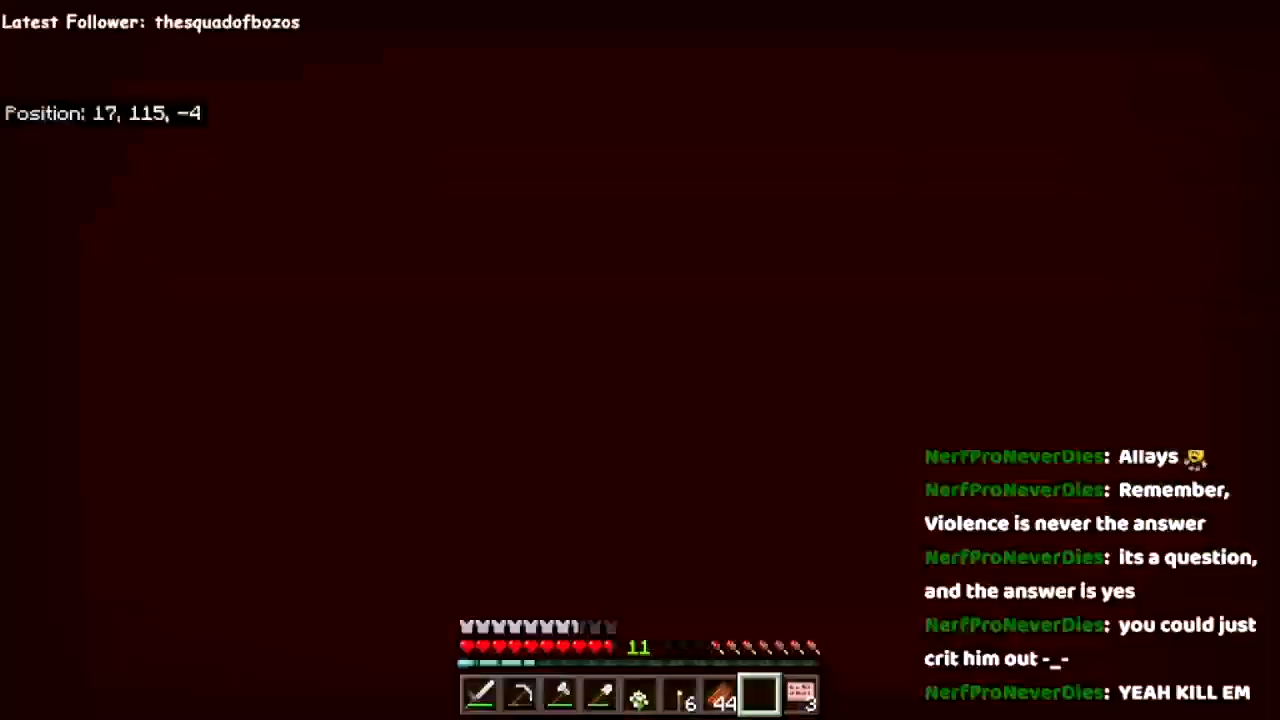 Latest Follower: thesquadofbozos
Position: 17, 115, -4
NerfProNeverDies: Allays
NerfProNeverDies: Remember,
Violence is never the answer
NerfProNeverDies: its a question,
and the answer is yes
NerfProNeverDies: you could just
crit him out -_-
NerfProNeverDies: YEAH KILL EM
11
6
44
3